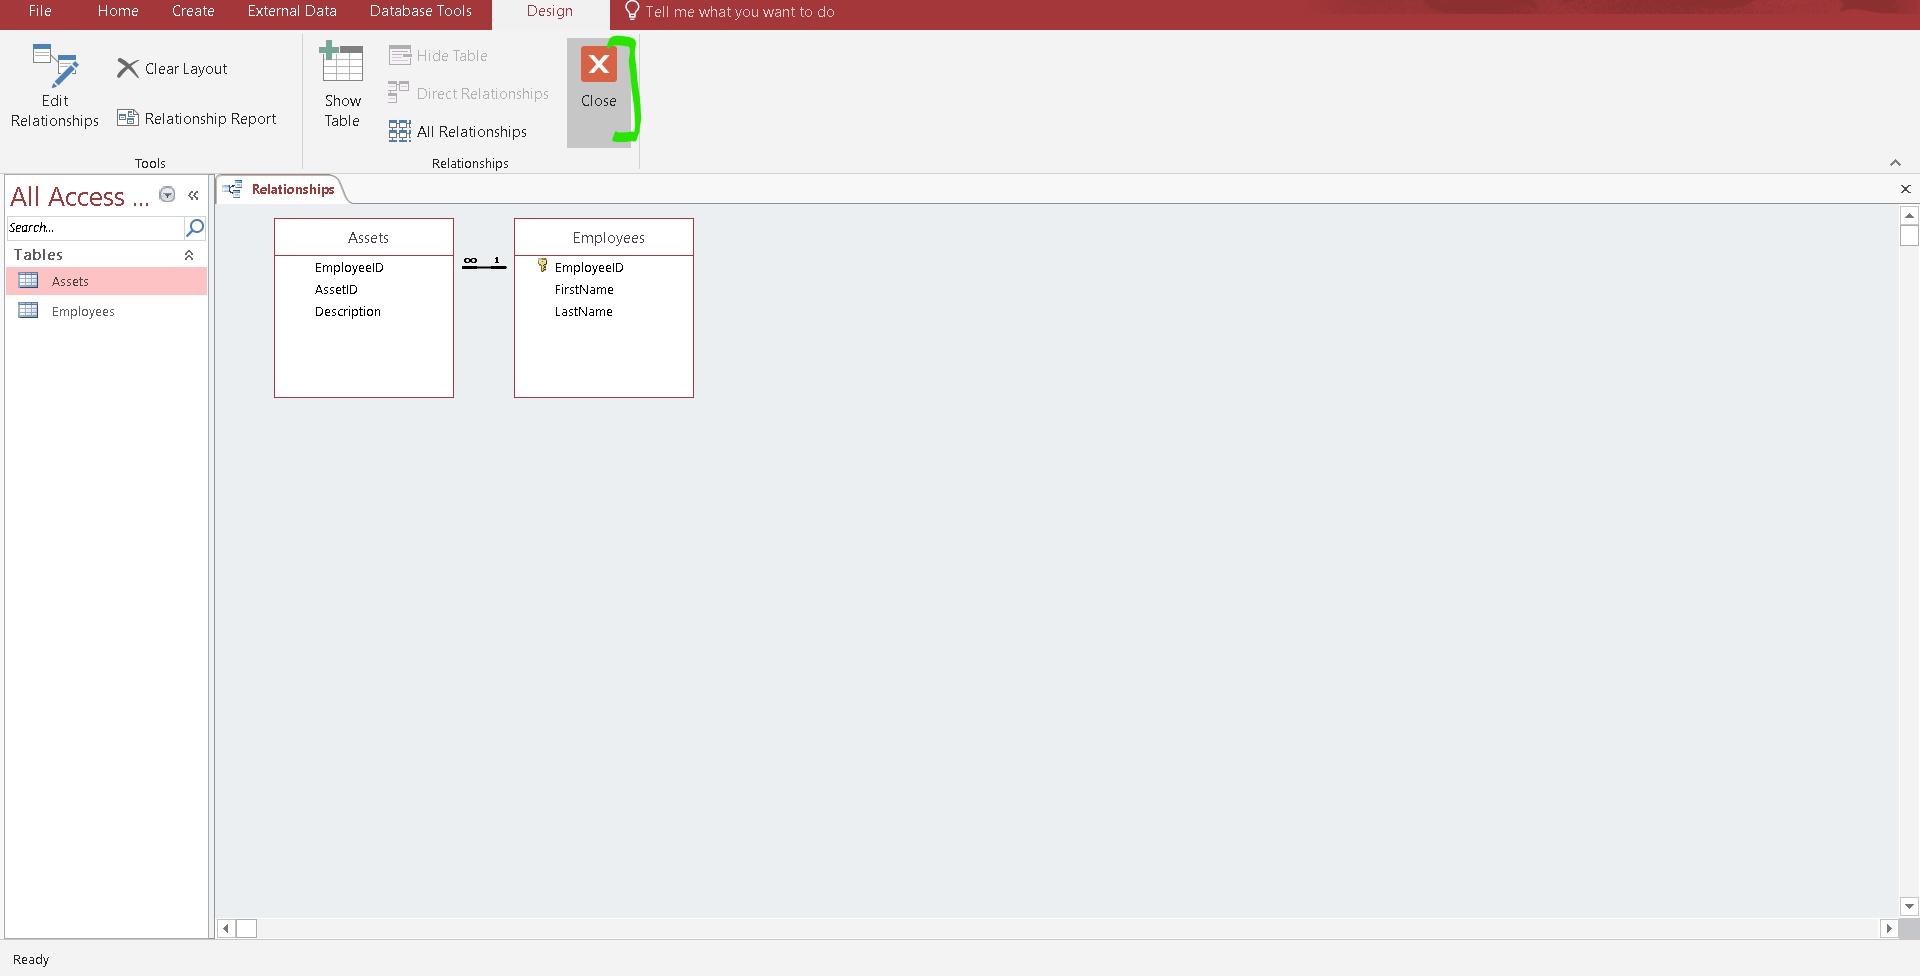 File Home Create External Data Database Tools Design Tell me what you want to do
Edit
Relationships
Clear Layout
Relationship Report
Tools
Show
Table
Hide Table
Direct Relationships
All Relationships
Close
Relationships
All Access ...
Search...
Tables
Assets
Employees
Relationships
Assets
EmployeeID
AssetID
Description
∞ 1
Employees
EmployeeID
FirstName
LastName
Ready